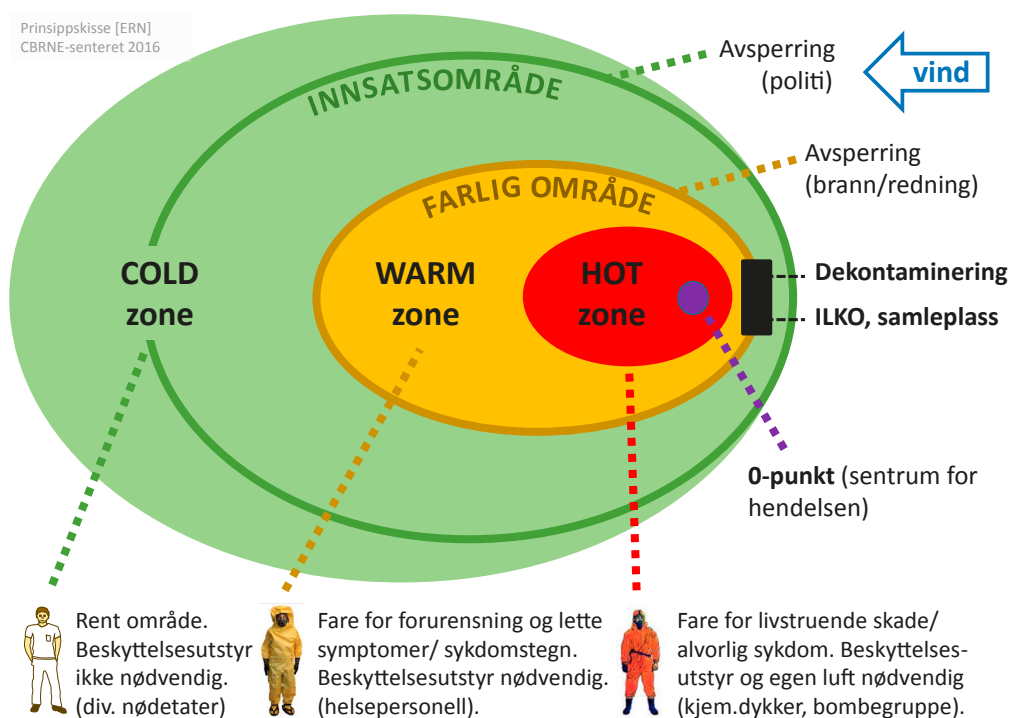 Prinsippskisse [ERN]
CBRNE-senteret 2016
Avsperring
(politi)
vind
INNSATSOMRÅDE
Avsperring
(brann/redning)
FARLIG OMRÅDE
COLD
zone
WARM
zone
HOT
zone
Dekontaminering
ILKO, samleplass
0-punkt (sentrum for
hendelsen)
Rent område.
Beskyttelsesutstyr
ikke nødvendig.
(div. nødetater)
Fare for forurensning og lette
symptomer/ sykdomstegn.
Beskyttelsesutstyr nødvendig.
(helsepersonell).
Fare for livstruende skade/
alvorlig sykdom. Beskyttelses-
utstyr og egen luft nødvendig
(kjem.dykker, bombegruppe).